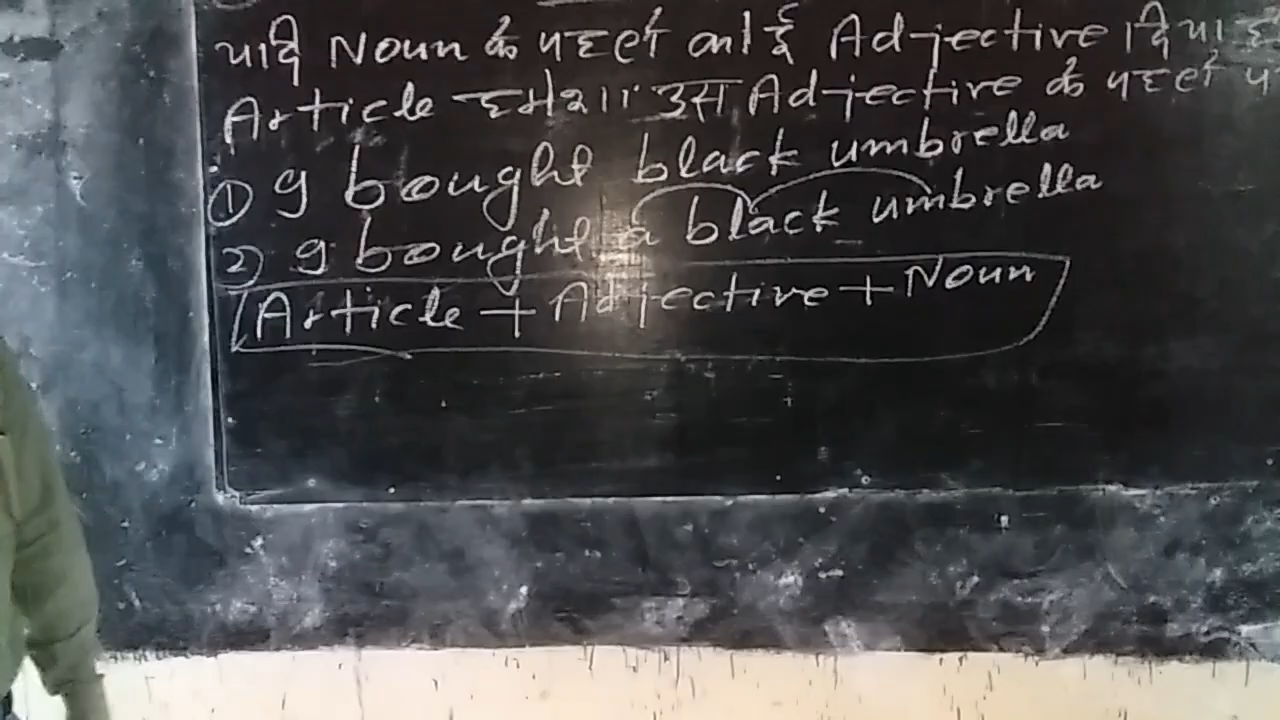 यदि Noun के पहले कोई Adjective दिया
Article हमेशा उस Adjective के पहले
① I bought black umbrella
2) I bought a black umbrella
Article + Adjective + Noun